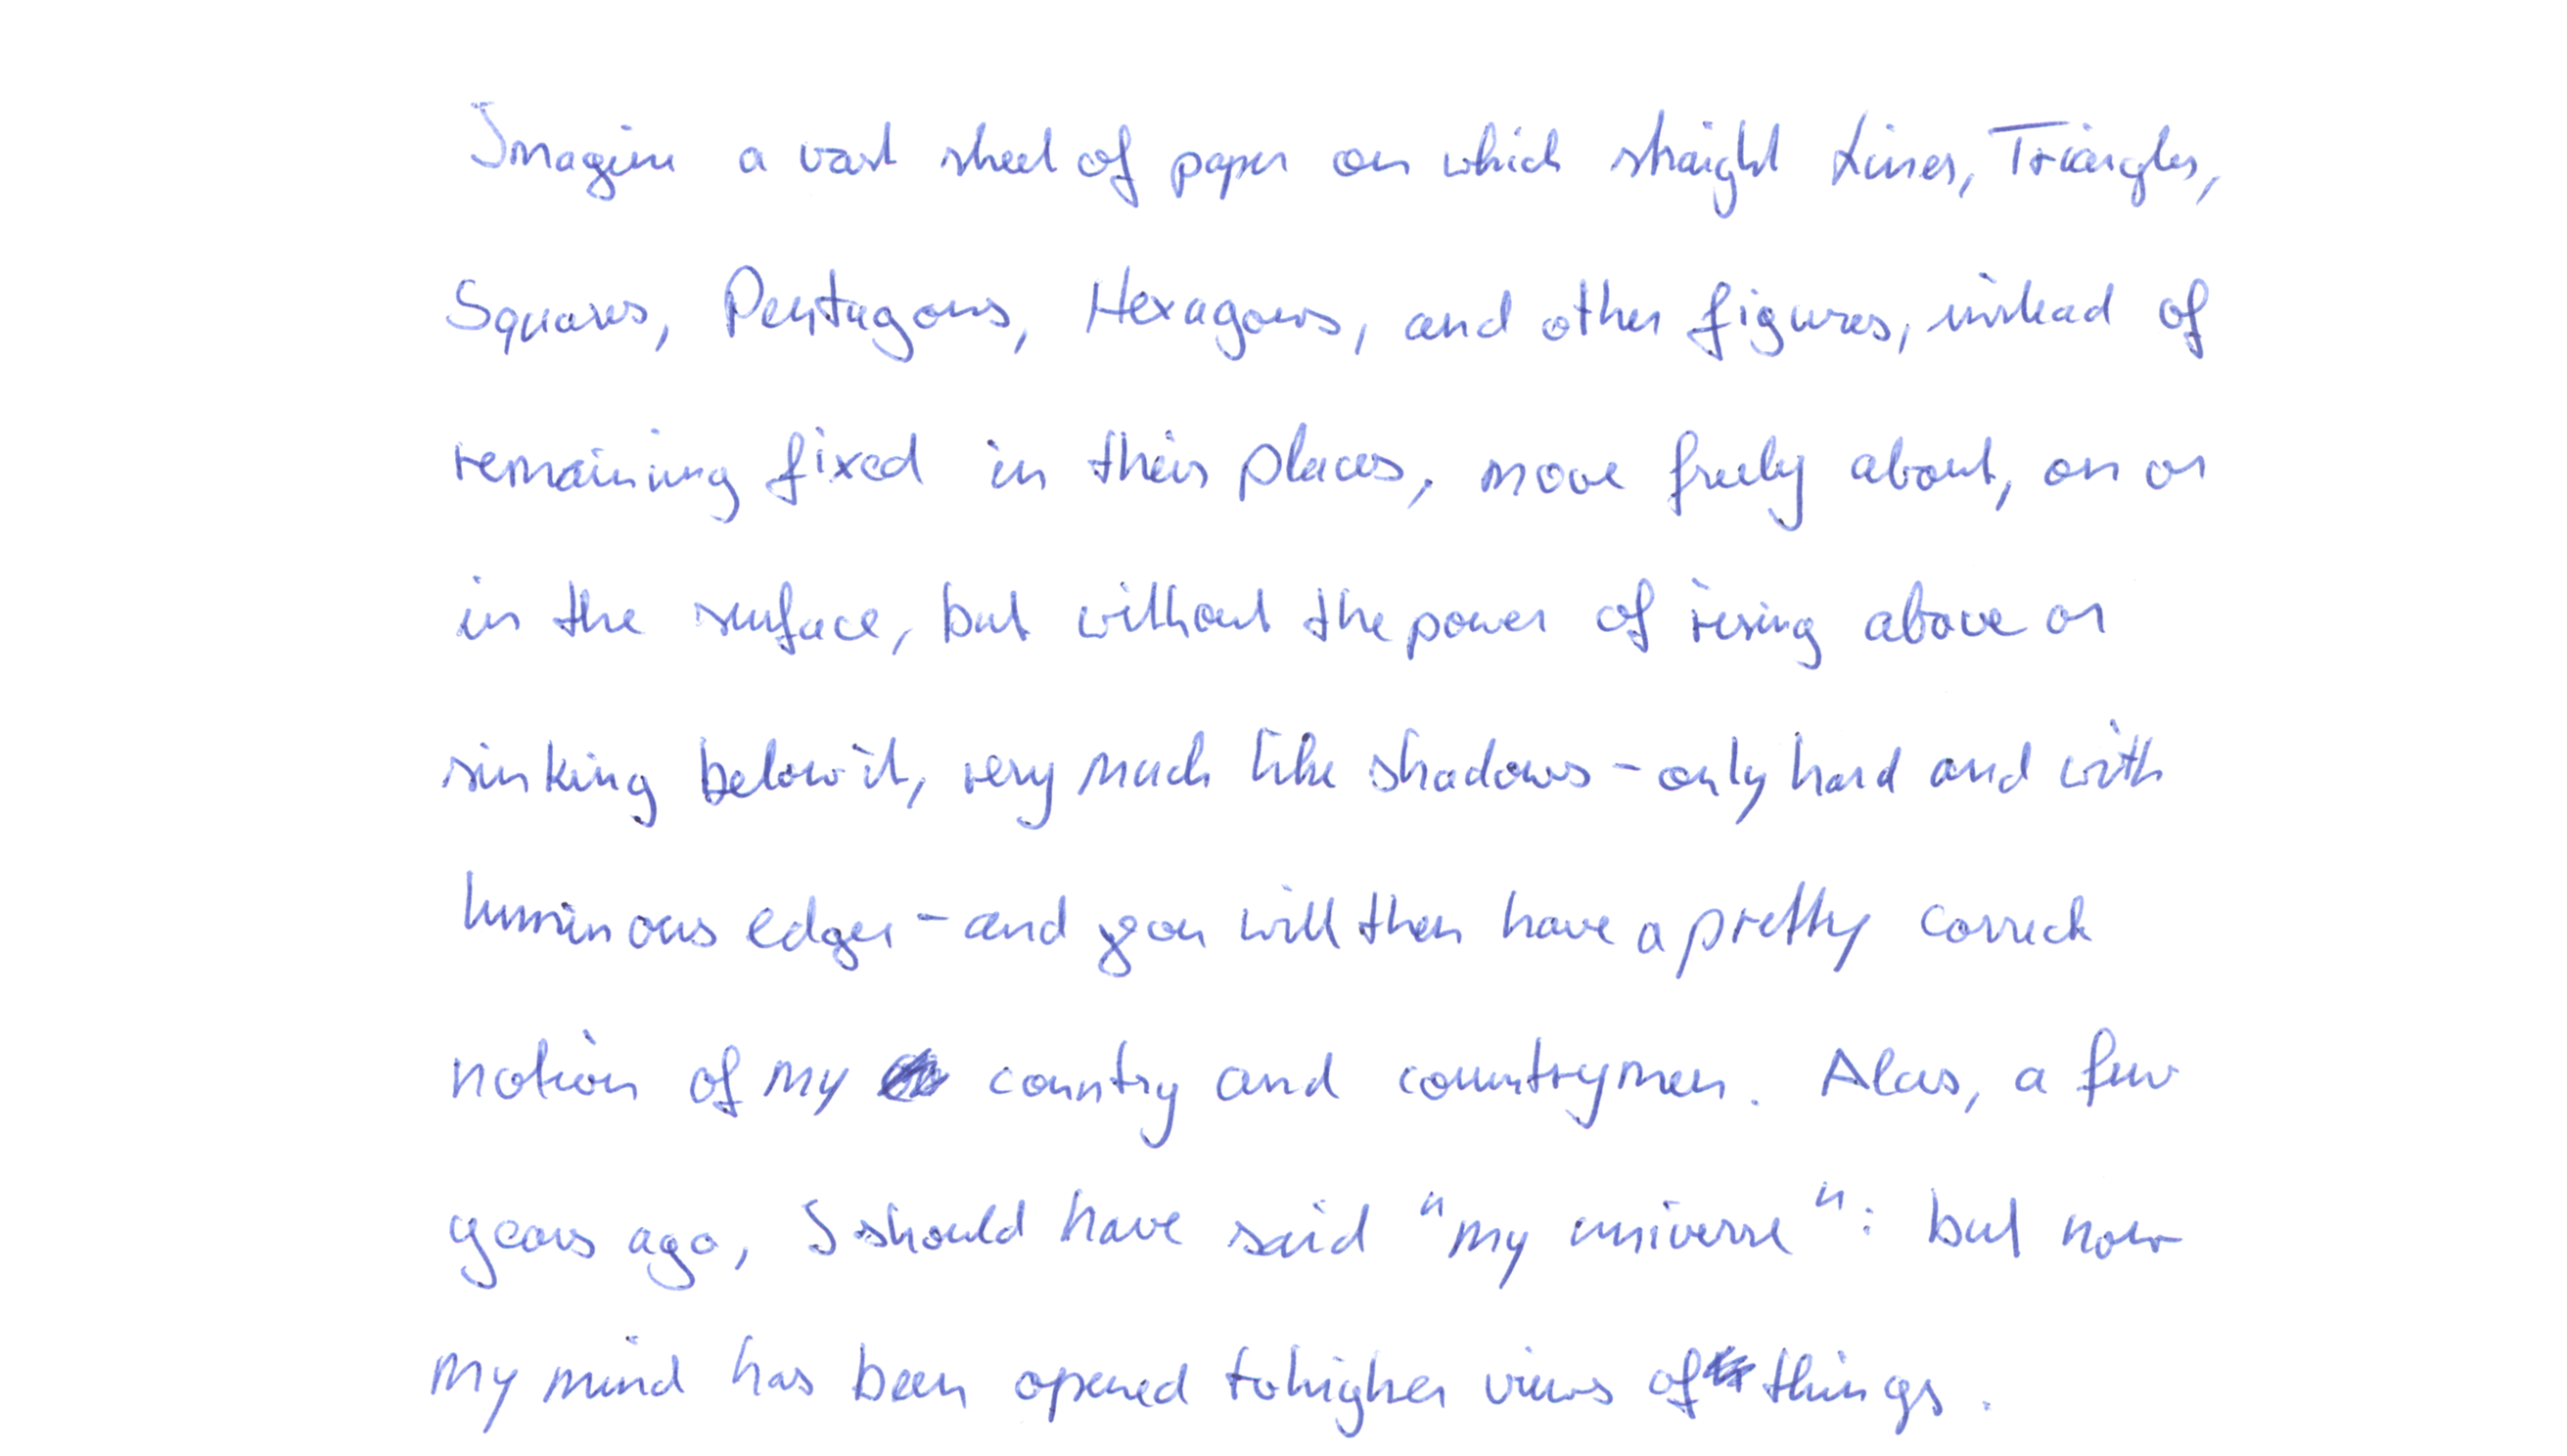 Imagine a vast sheet of paper on which straight Lines, Triangles,
Squares, Pentagons, Hexagons, and other figures, instead of
remaining fixed in their places, move freely about, on or
in the surface, but without the power of rising above or
sinking below it, very much like shadows - only hard and with
luminous edges - and you will then have a pretty correct
notion of my country and countrymen. Alas, a few
years ago, I should have said "my universe": but now
my mind has been opened to higher views of things.